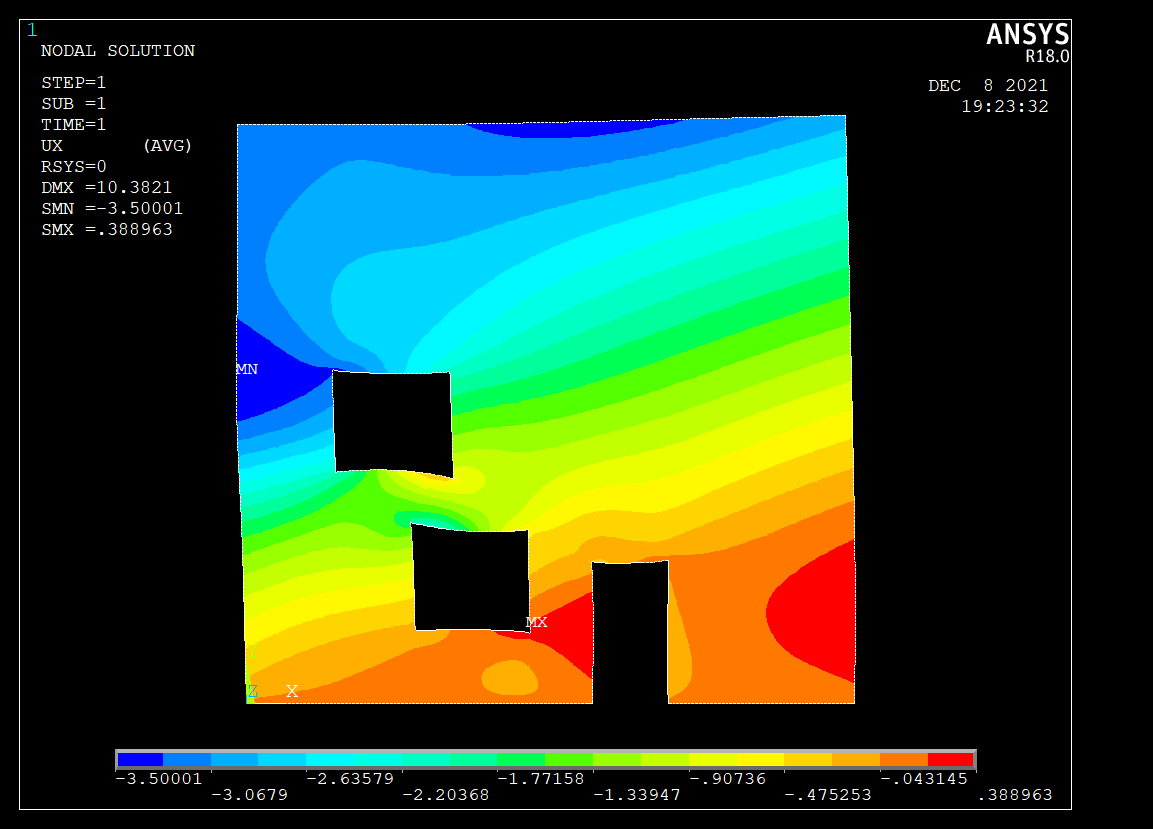 1
ANSYS
R18.0
NODAL SOLUTION
STEP=1
SUB =1
TIME=1
UX (AVG)
RSYS=0
DMX =10.3821
SMN =-3.50001
SMX =.388963
DEC 8 2021
19:23:32
MN
MX
Z X
-3.50001 -2.63579 -1.77158 -.90736 -.043145
-3.0679 -2.20368 -1.33947 -.475253 .388963